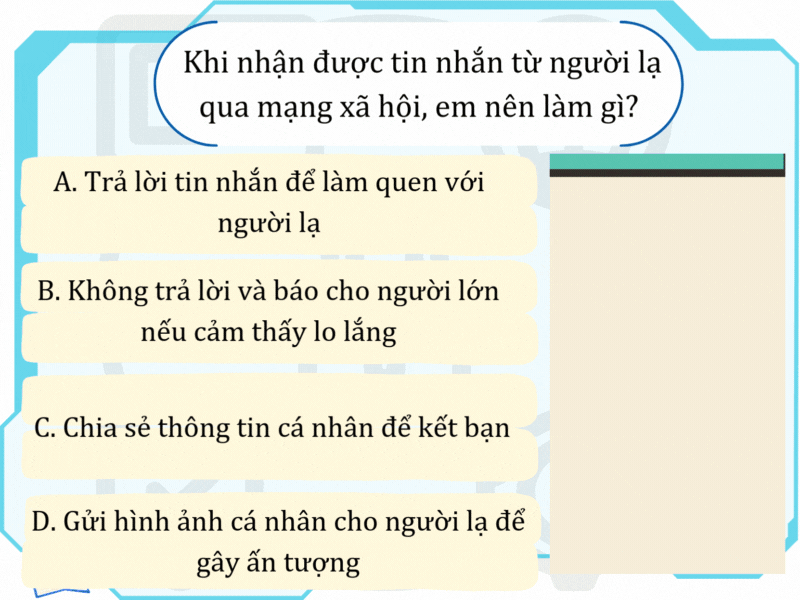 Khi nhận được tin nhắn từ người lạ
qua mạng xã hội, em nên làm gì?
A. Trả lời tin nhắn để làm quen với
người lạ
B. Không trả lời và báo cho người lớn
nếu cảm thấy lo lắng
C. Chia sẻ thông tin cá nhân để kết bạn
D. Gửi hình ảnh cá nhân cho người lạ để
gây ấn tượng